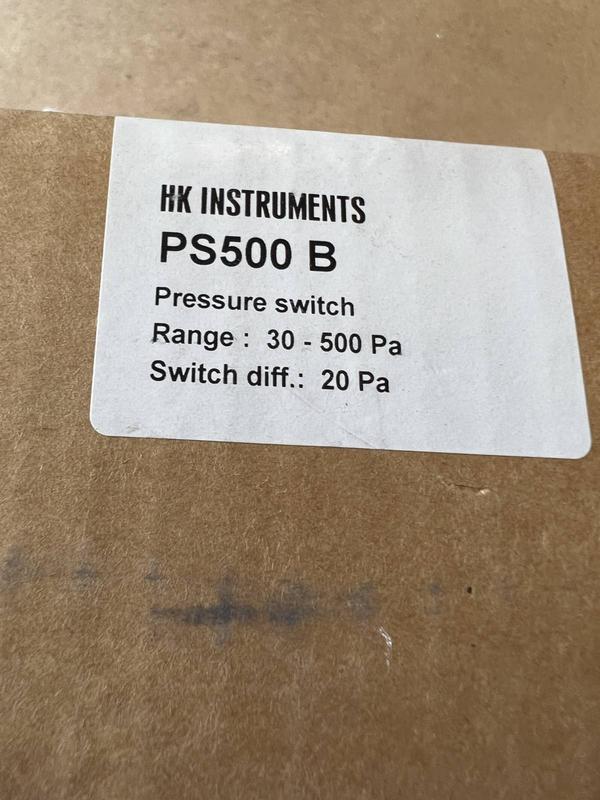 HK INSTRUMENTS
PS500 B
Pressure switch
Range : 30 - 500 Pa
Switch diff.: 20 Pa